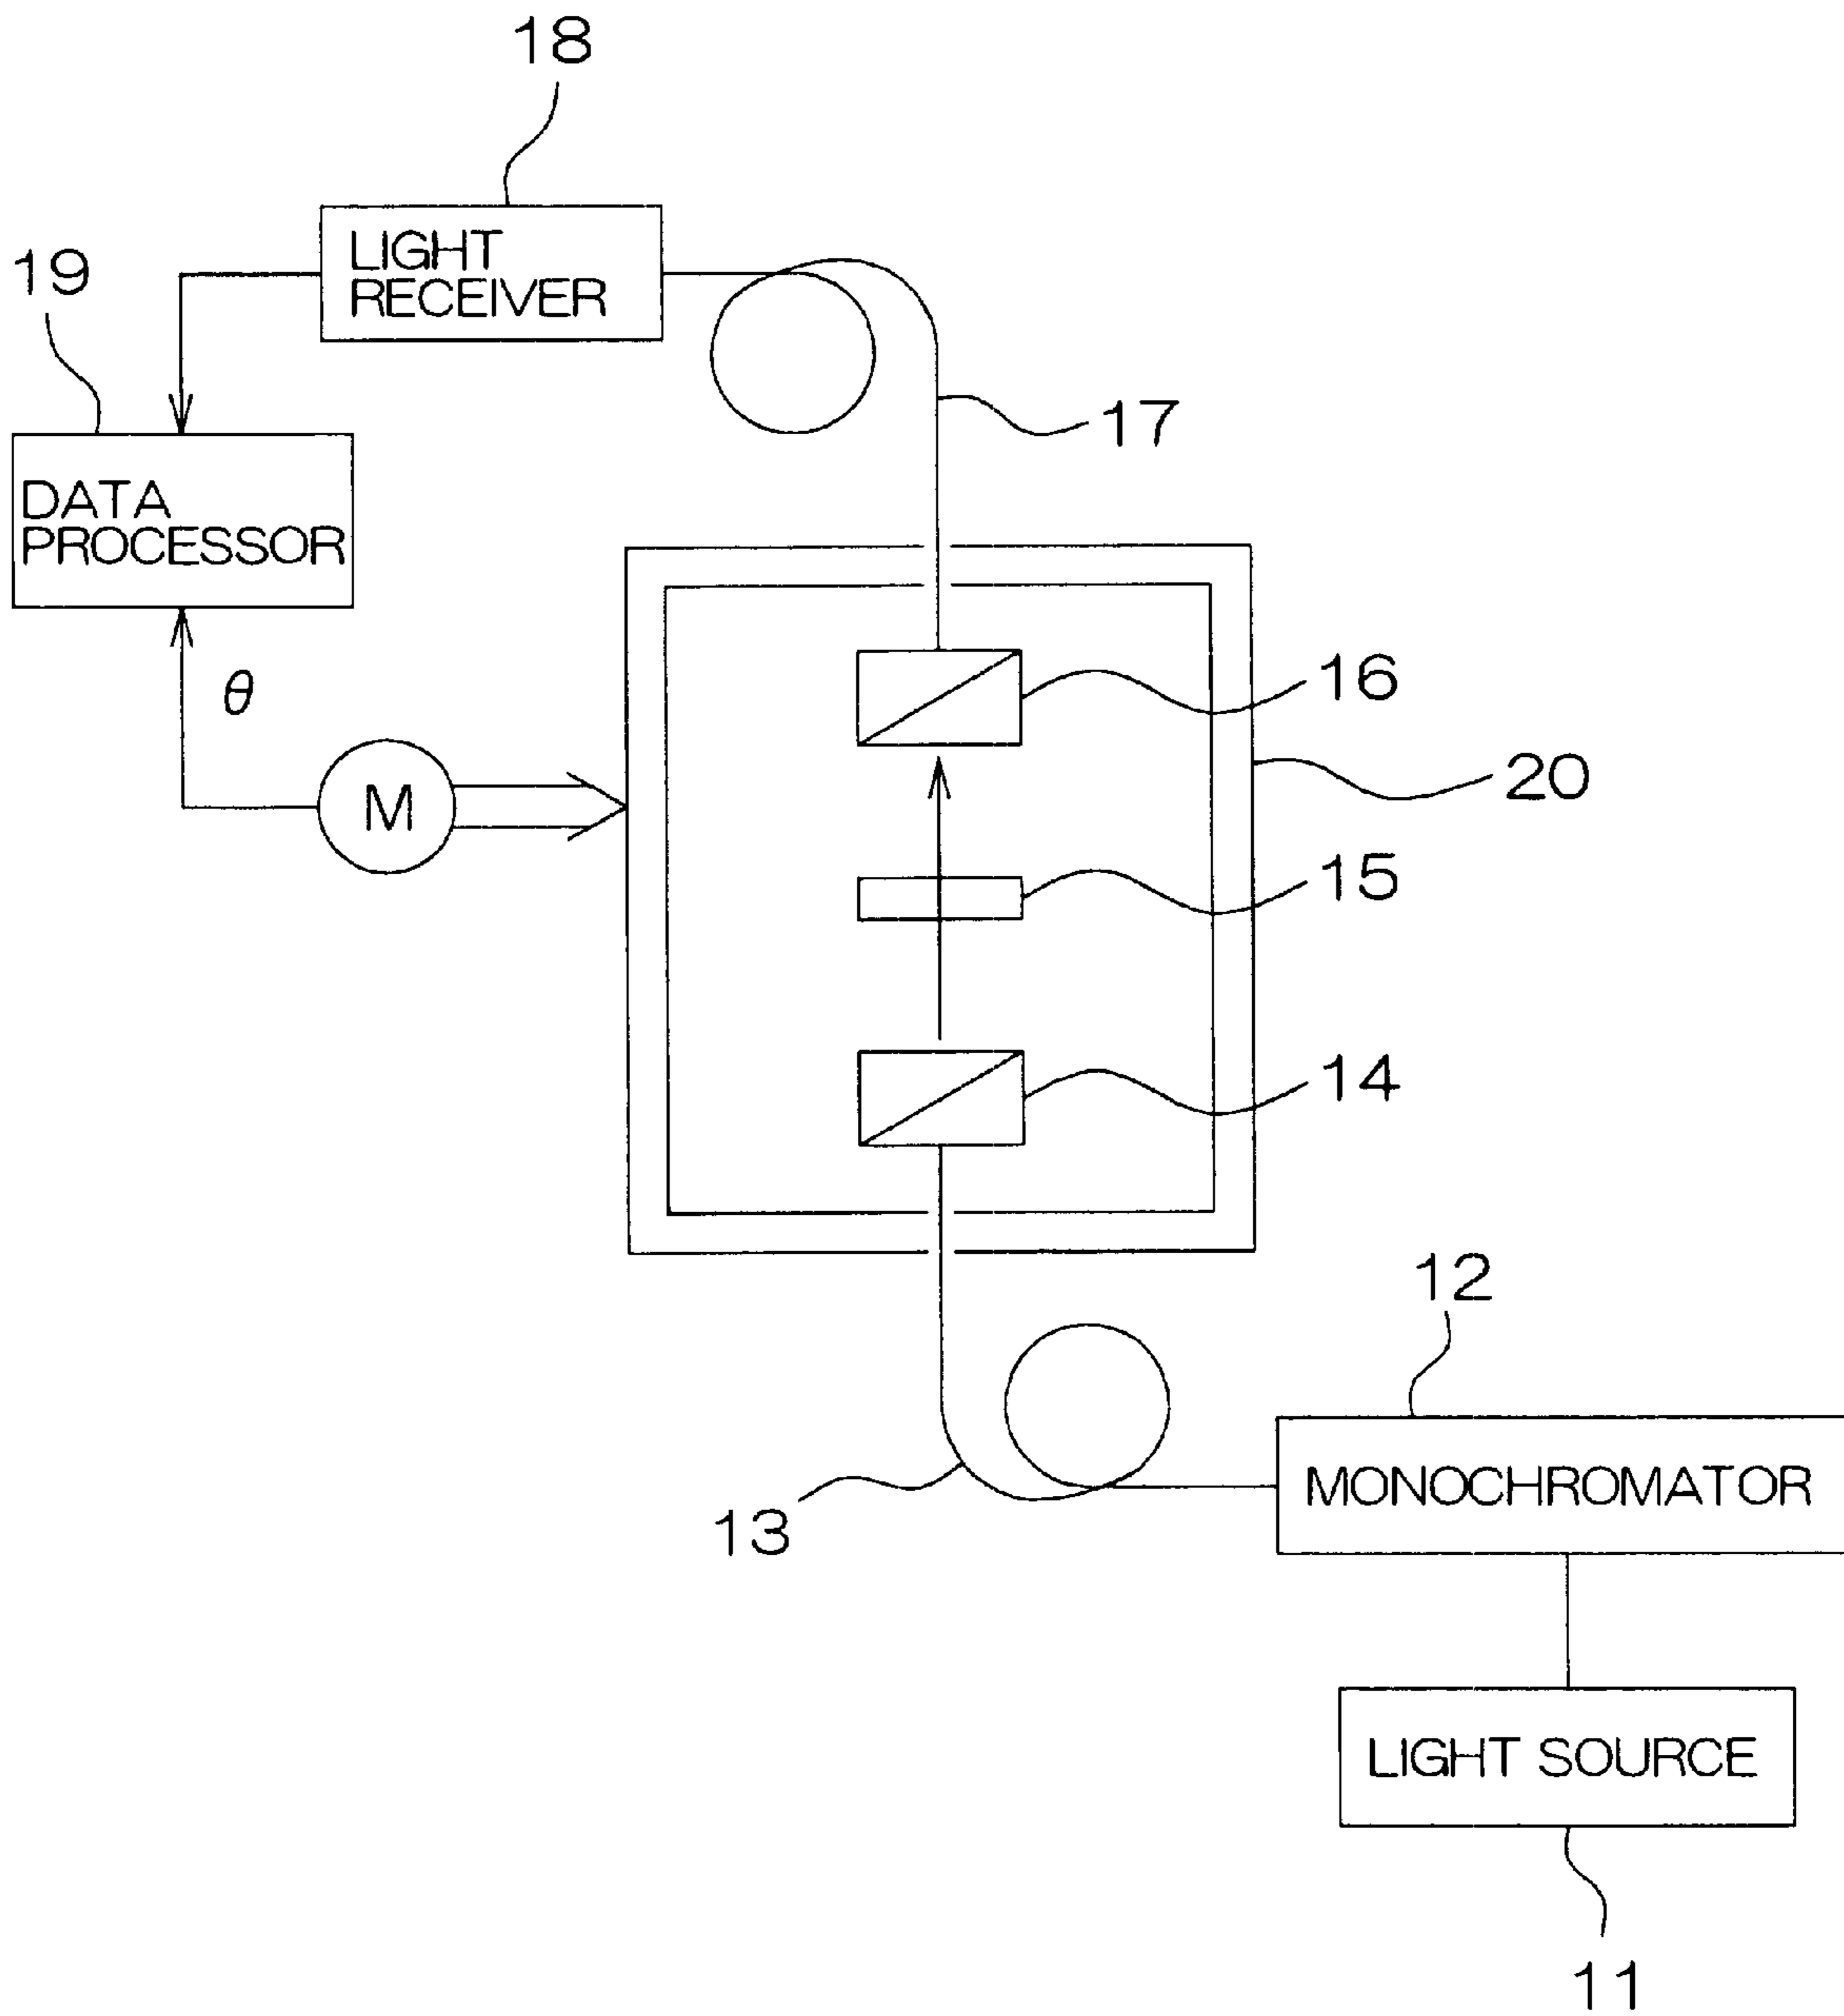 18
LIGHT
RECEIVER
19
17
DATA
PROCESSOR
16
θ
20
M
15
14
12
MONOCHROMATOR
13
LIGHT SOURCE
11